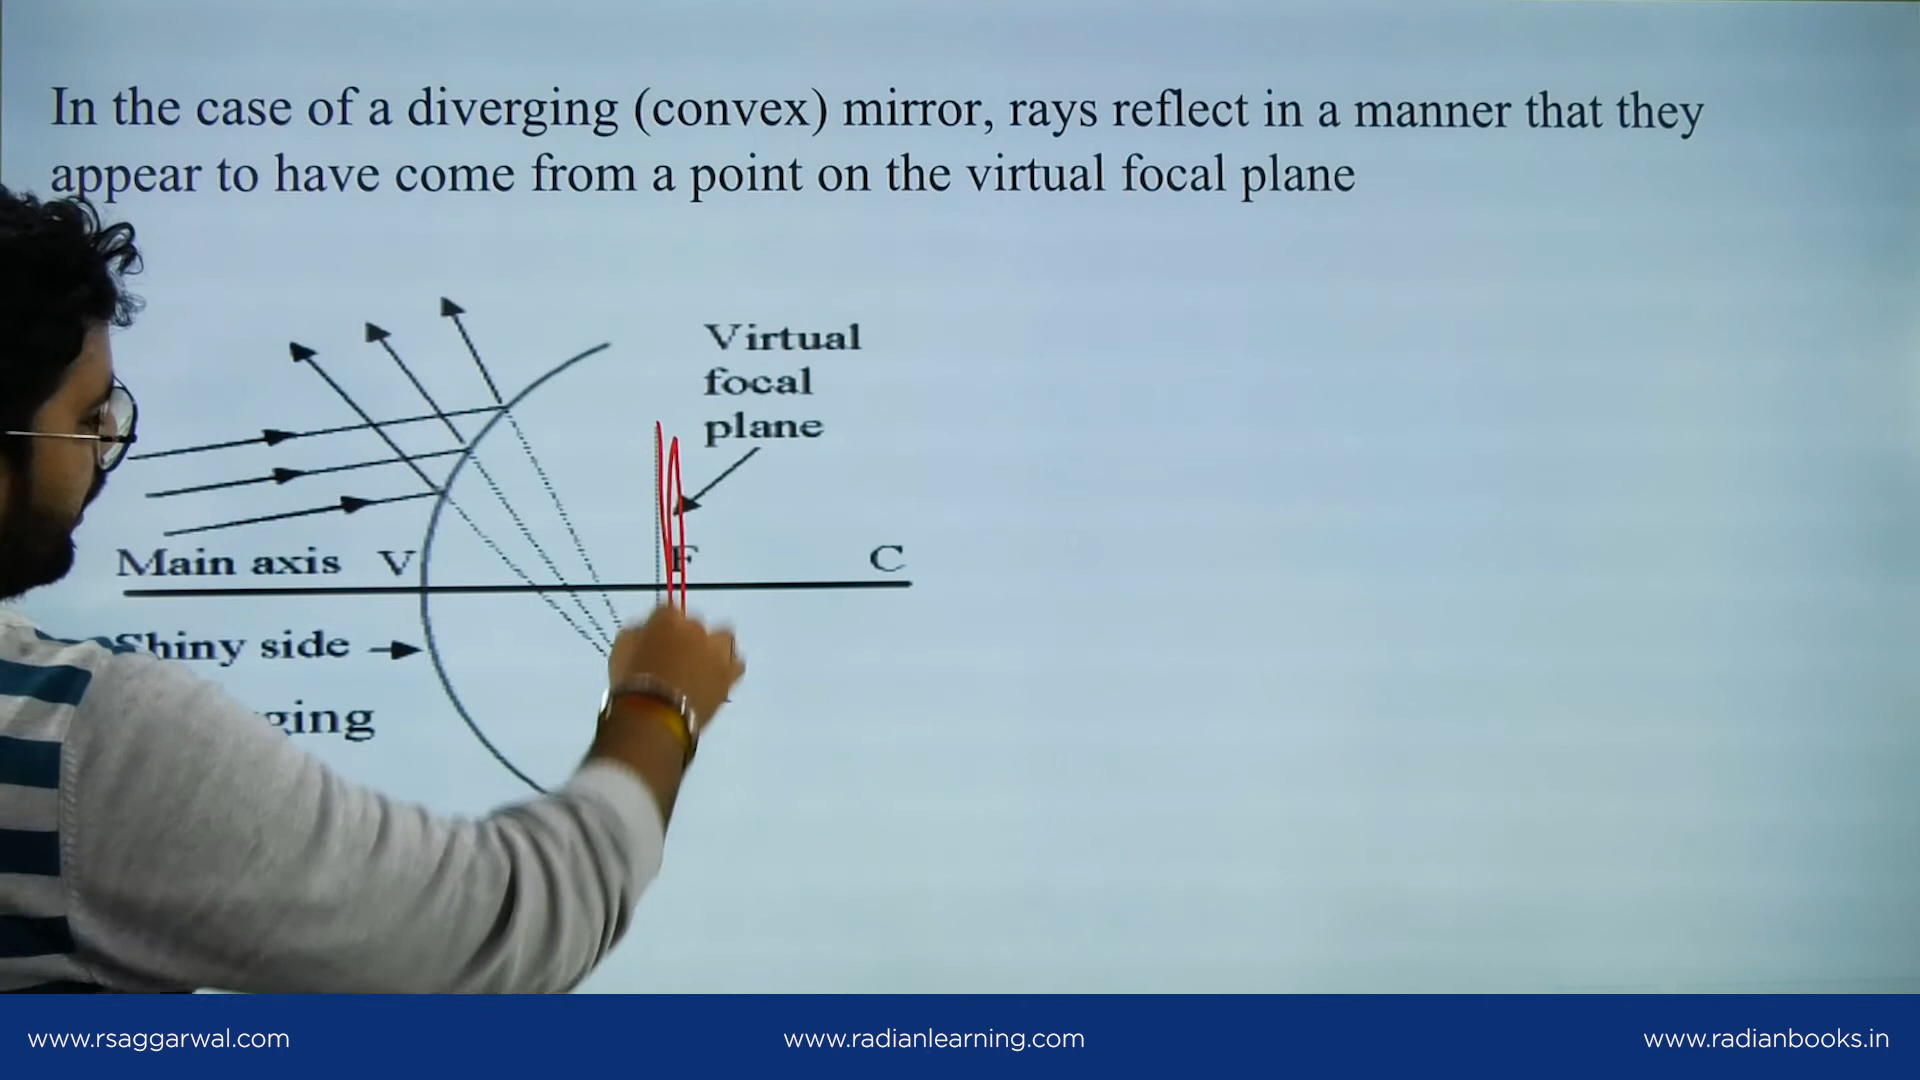 In the case of a diverging (convex) mirror, rays reflect in a manner that they
appear to have come from a point on the virtual focal plane
Virtual
focal
plane
Main axis V F C
Shiny side
www.rsaggarwal.com www.radianlearning.com www.radianbooks.in